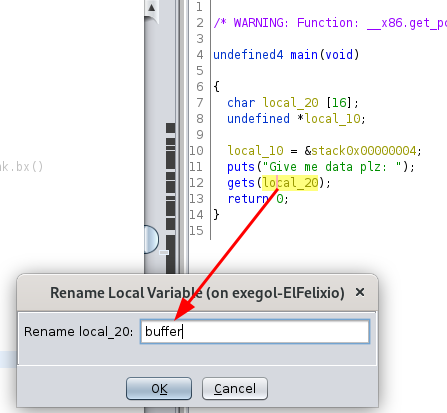 1
2 /* WARNING: Function: __x86.get_p
3
4 undefined4 main(void)
5
6 {
7 char local_20 [16];
8 undefined *local_10;
9
10 local_10 = &stack0x00000004;
11 puts("Give me data plz: ");
12 gets(local_20);
13 return 0;
14 }
15
k.bx()
Rename Local Variable (on exegol-ElFelixio) ×
Rename local_20: buffer
OK Cancel